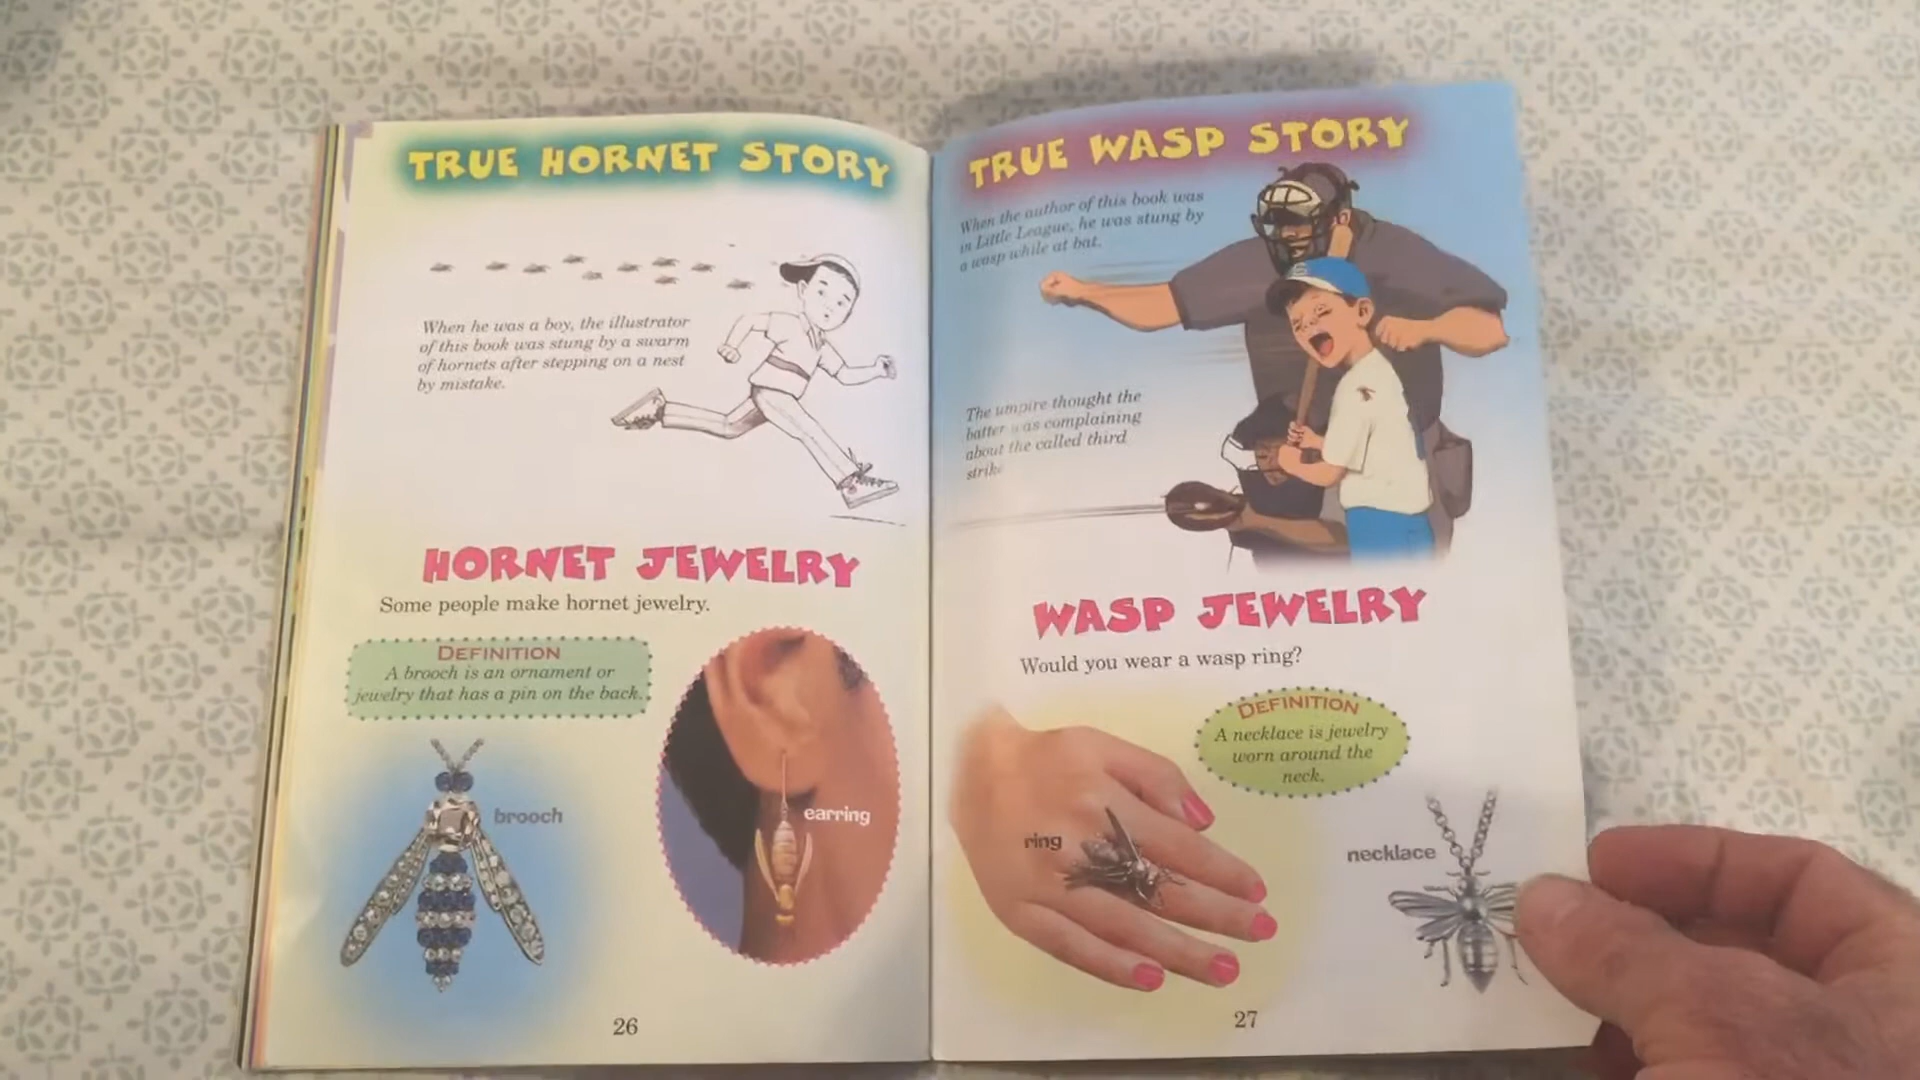 TRUE HORNET STORY
When he was a boy, the illustrator
of this book was stung by a swarm
of hornets after stepping on a nest
by mistake.
HORNET JEWELRY
Some people make hornet jewelry.
DEFINITION
A brooch is an ornament or
jewelry that has a pin on the back.
brooch
earring
26
TRUE WASP STORY
When the author of this book was
in Little League, he was stung by
a wasp while at bat.
The umpire thought the
batter was complaining
about the called third
strike
WASP JEWELRY
Would you wear a wasp ring?
DEFINITION
A necklace is jewelry
worn around the
neck.
ring
necklace
27